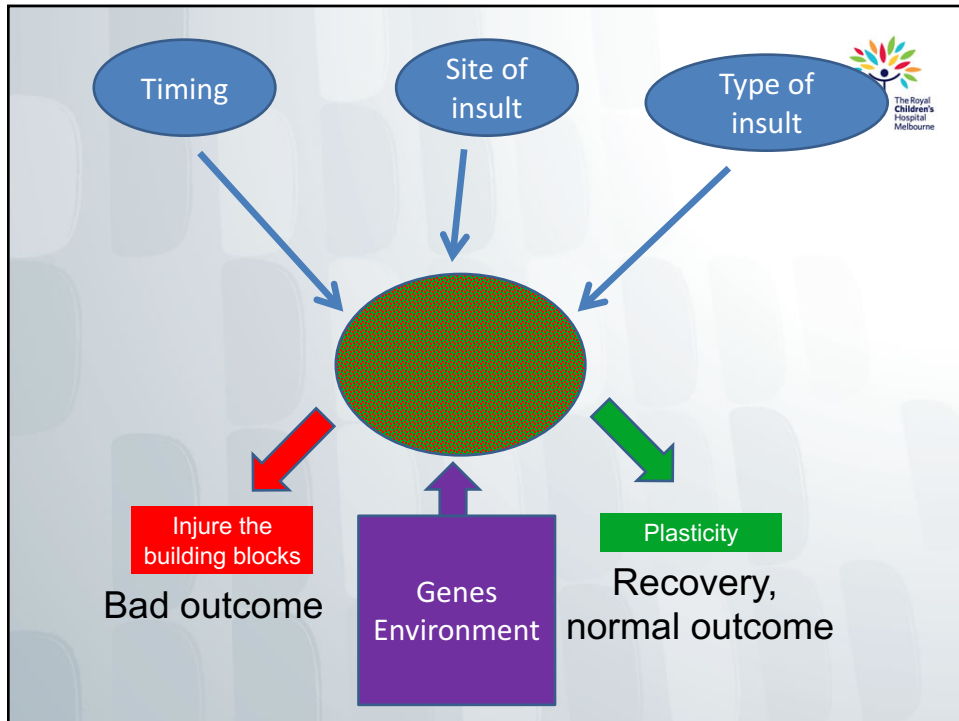 Timing
Site of
insult
Type of
insult
The Royal
Children's
Hospital
Melbourne
Injure the
building blocks
Bad outcome
Genes
Environment
Plasticity
Recovery,
normal outcome